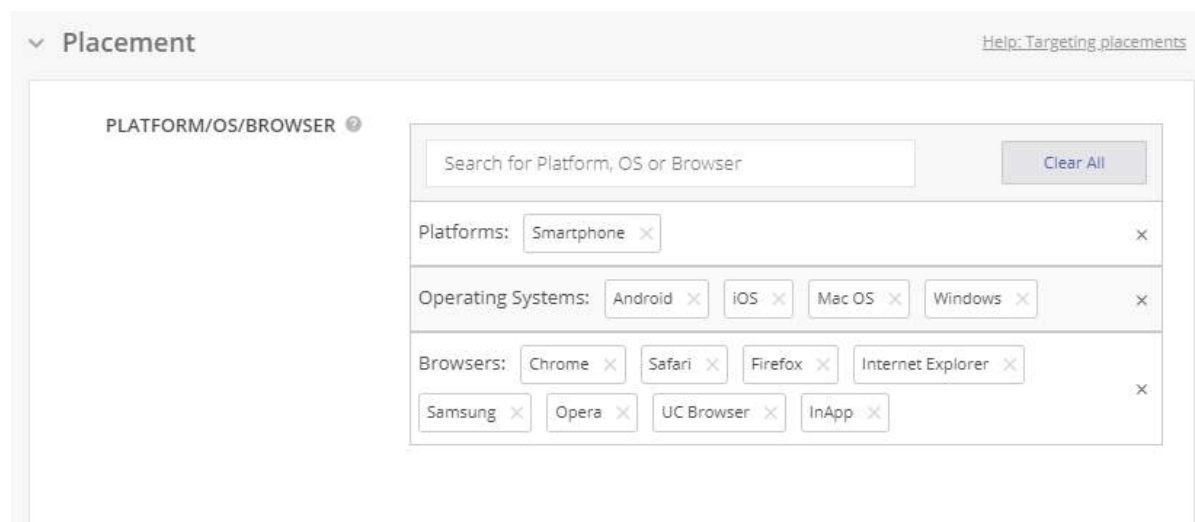 Placement Help: Targeting placements
PLATFORM/OS/BROWSER
Search for Platform, OS or Browser Clear All
Platforms: Smartphone
Operating Systems: Android iOS Mac OS Windows
Browsers: Chrome Safari Firefox Internet Explorer
Samsung Opera UC Browser InApp